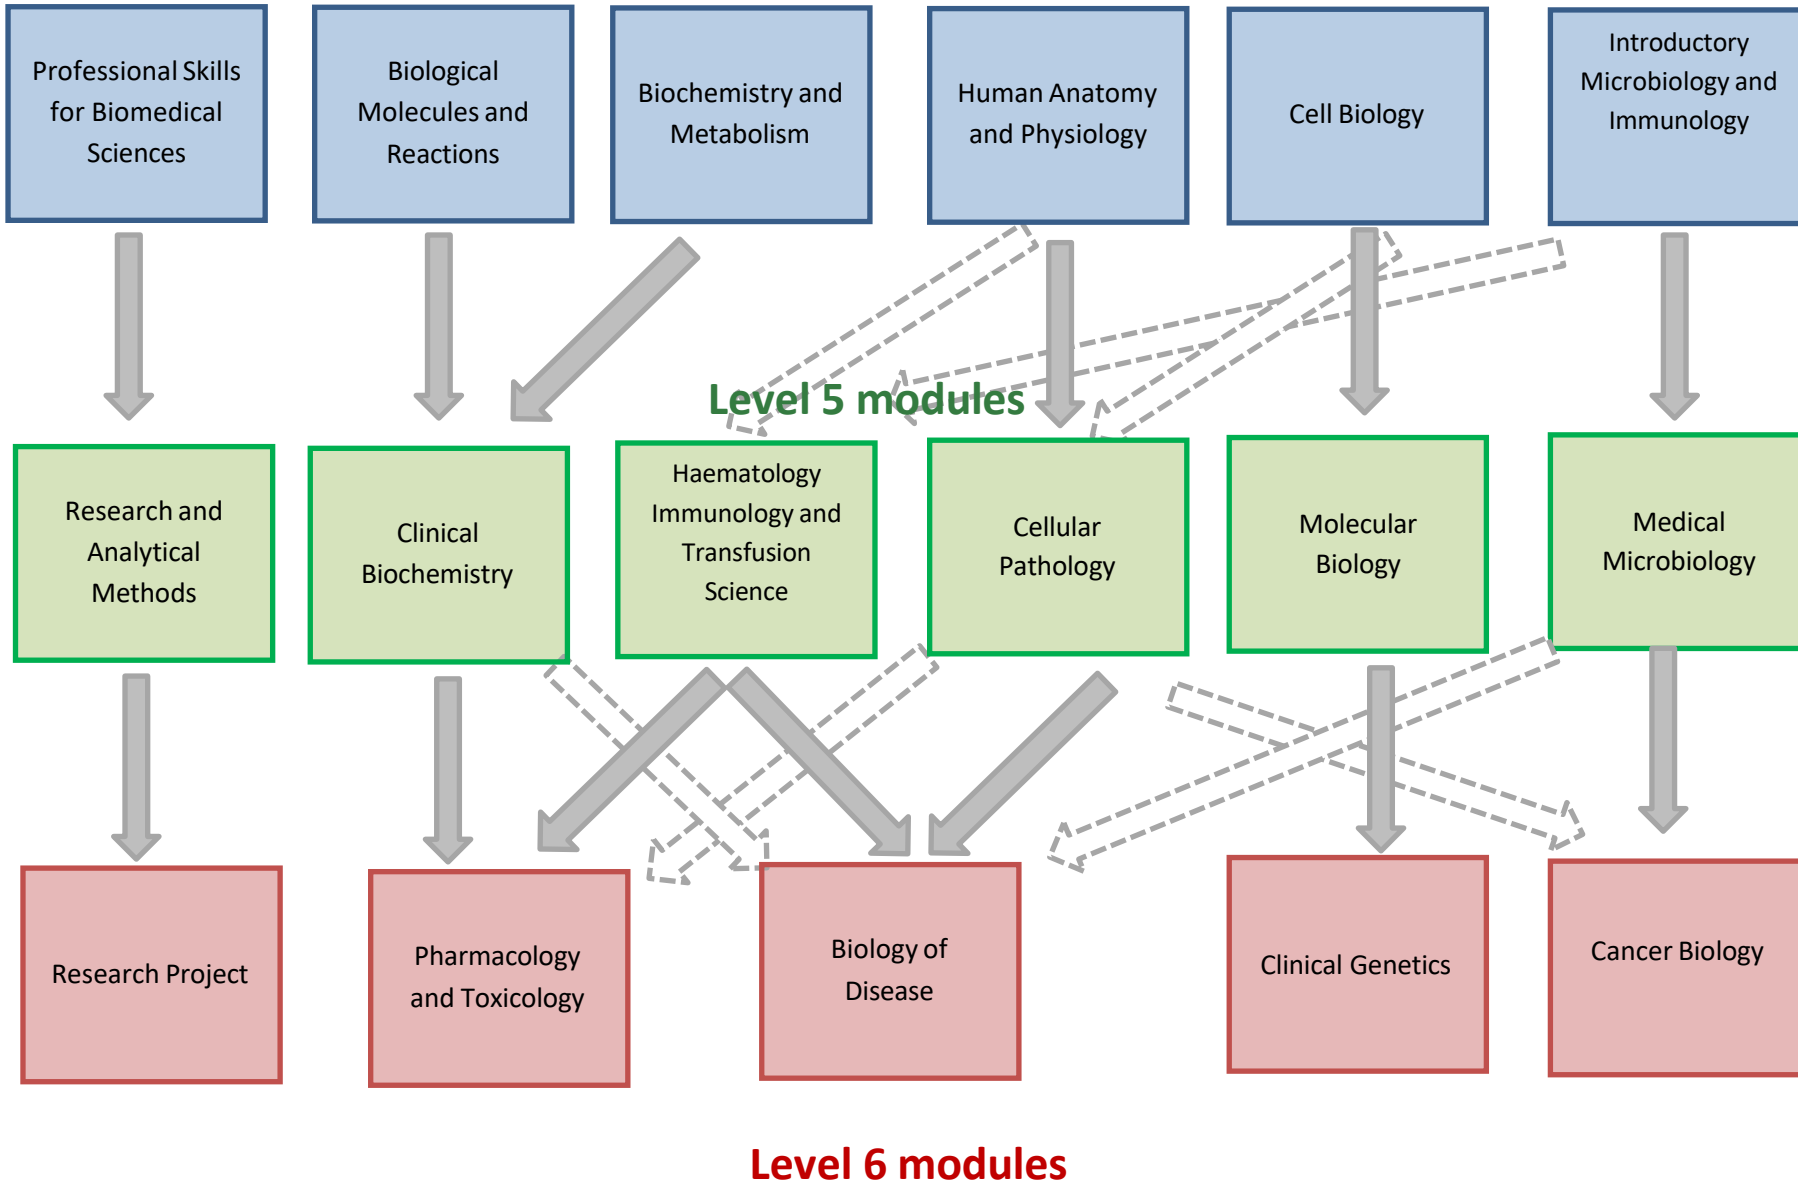 Professional Skills
for Biomedical
Sciences
Biological
Molecules and
Reactions
Biochemistry and
Metabolism
Human Anatomy
and Physiology
Cell Biology
Introductory
Microbiology and
Immunology
Level 5 modules
Research and
Analytical
Methods
Clinical
Biochemistry
Haematology
Immunology and
Transfusion
Science
Cellular
Pathology
Molecular
Biology
Medical
Microbiology
Research Project
Pharmacology
and Toxicology
Biology of
Disease
Clinical Genetics
Cancer Biology
Level 6 modules